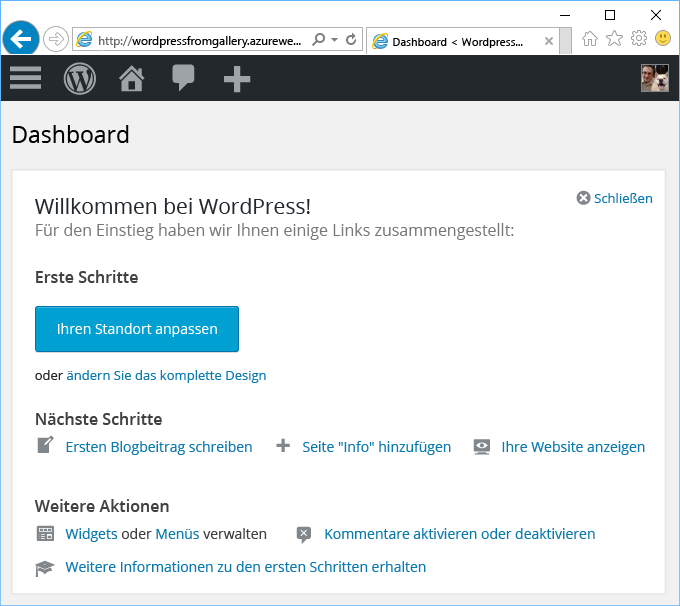 http://wordpressfromgallery.azurewe...
Dashboard < Wordpress...
Dashboard
Willkommen bei WordPress!
Schließen
Für den Einstieg haben wir Ihnen einige Links zusammengestellt:
Erste Schritte
Ihren Standort anpassen
oder ändern Sie das komplette Design
Nächste Schritte
Ersten Blogbeitrag schreiben Seite "Info" hinzufügen Ihre Website anzeigen
Weitere Aktionen
Widgets oder Menüs verwalten Kommentare aktivieren oder deaktivieren
Weitere Informationen zu den ersten Schritten erhalten